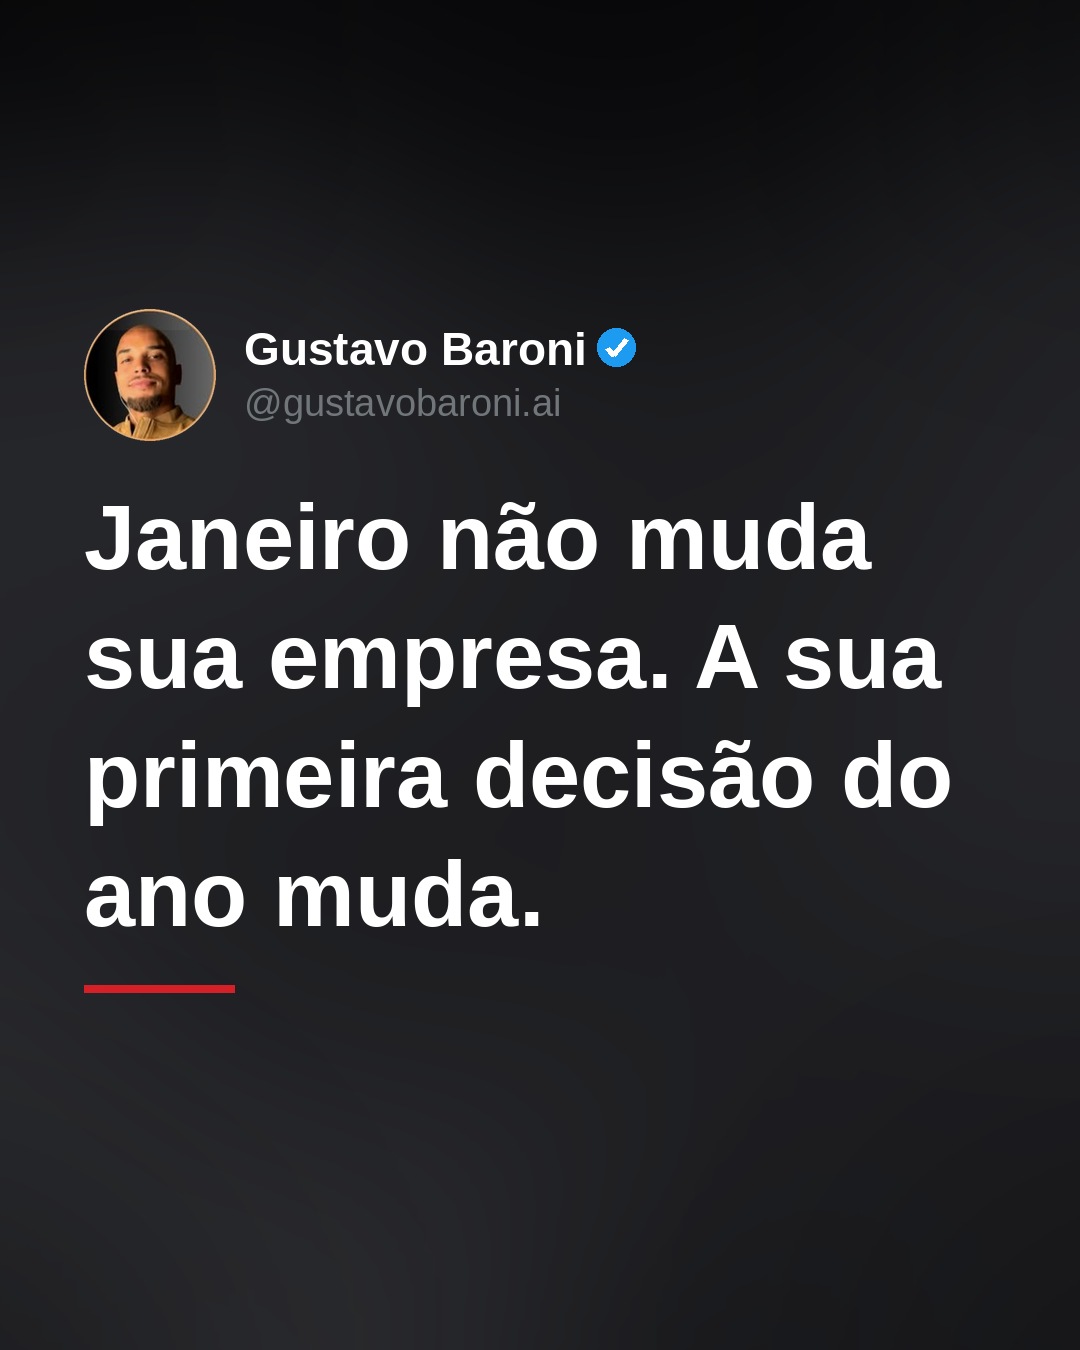 Gustavo Baroni
@gustavobaroni.ai
Janeiro não muda
sua empresa. A sua
primeira decisão do
ano muda.